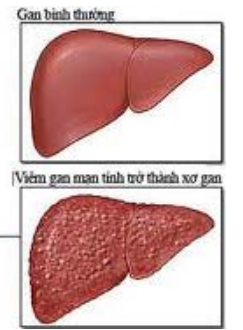 Gan bình thường
Viêm gan mạn tính trở thành xơ gan